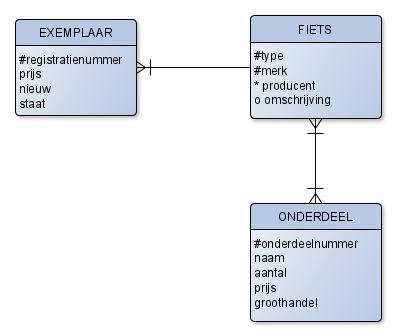 EXEMPLAAR
#registratienummer
prijs
nieuw
staat
FIETS
#type
#merk
* producent
o omschrijving
ONDERDEEL
#onderdeelnummer
naam
aantal
prijs
groothandel